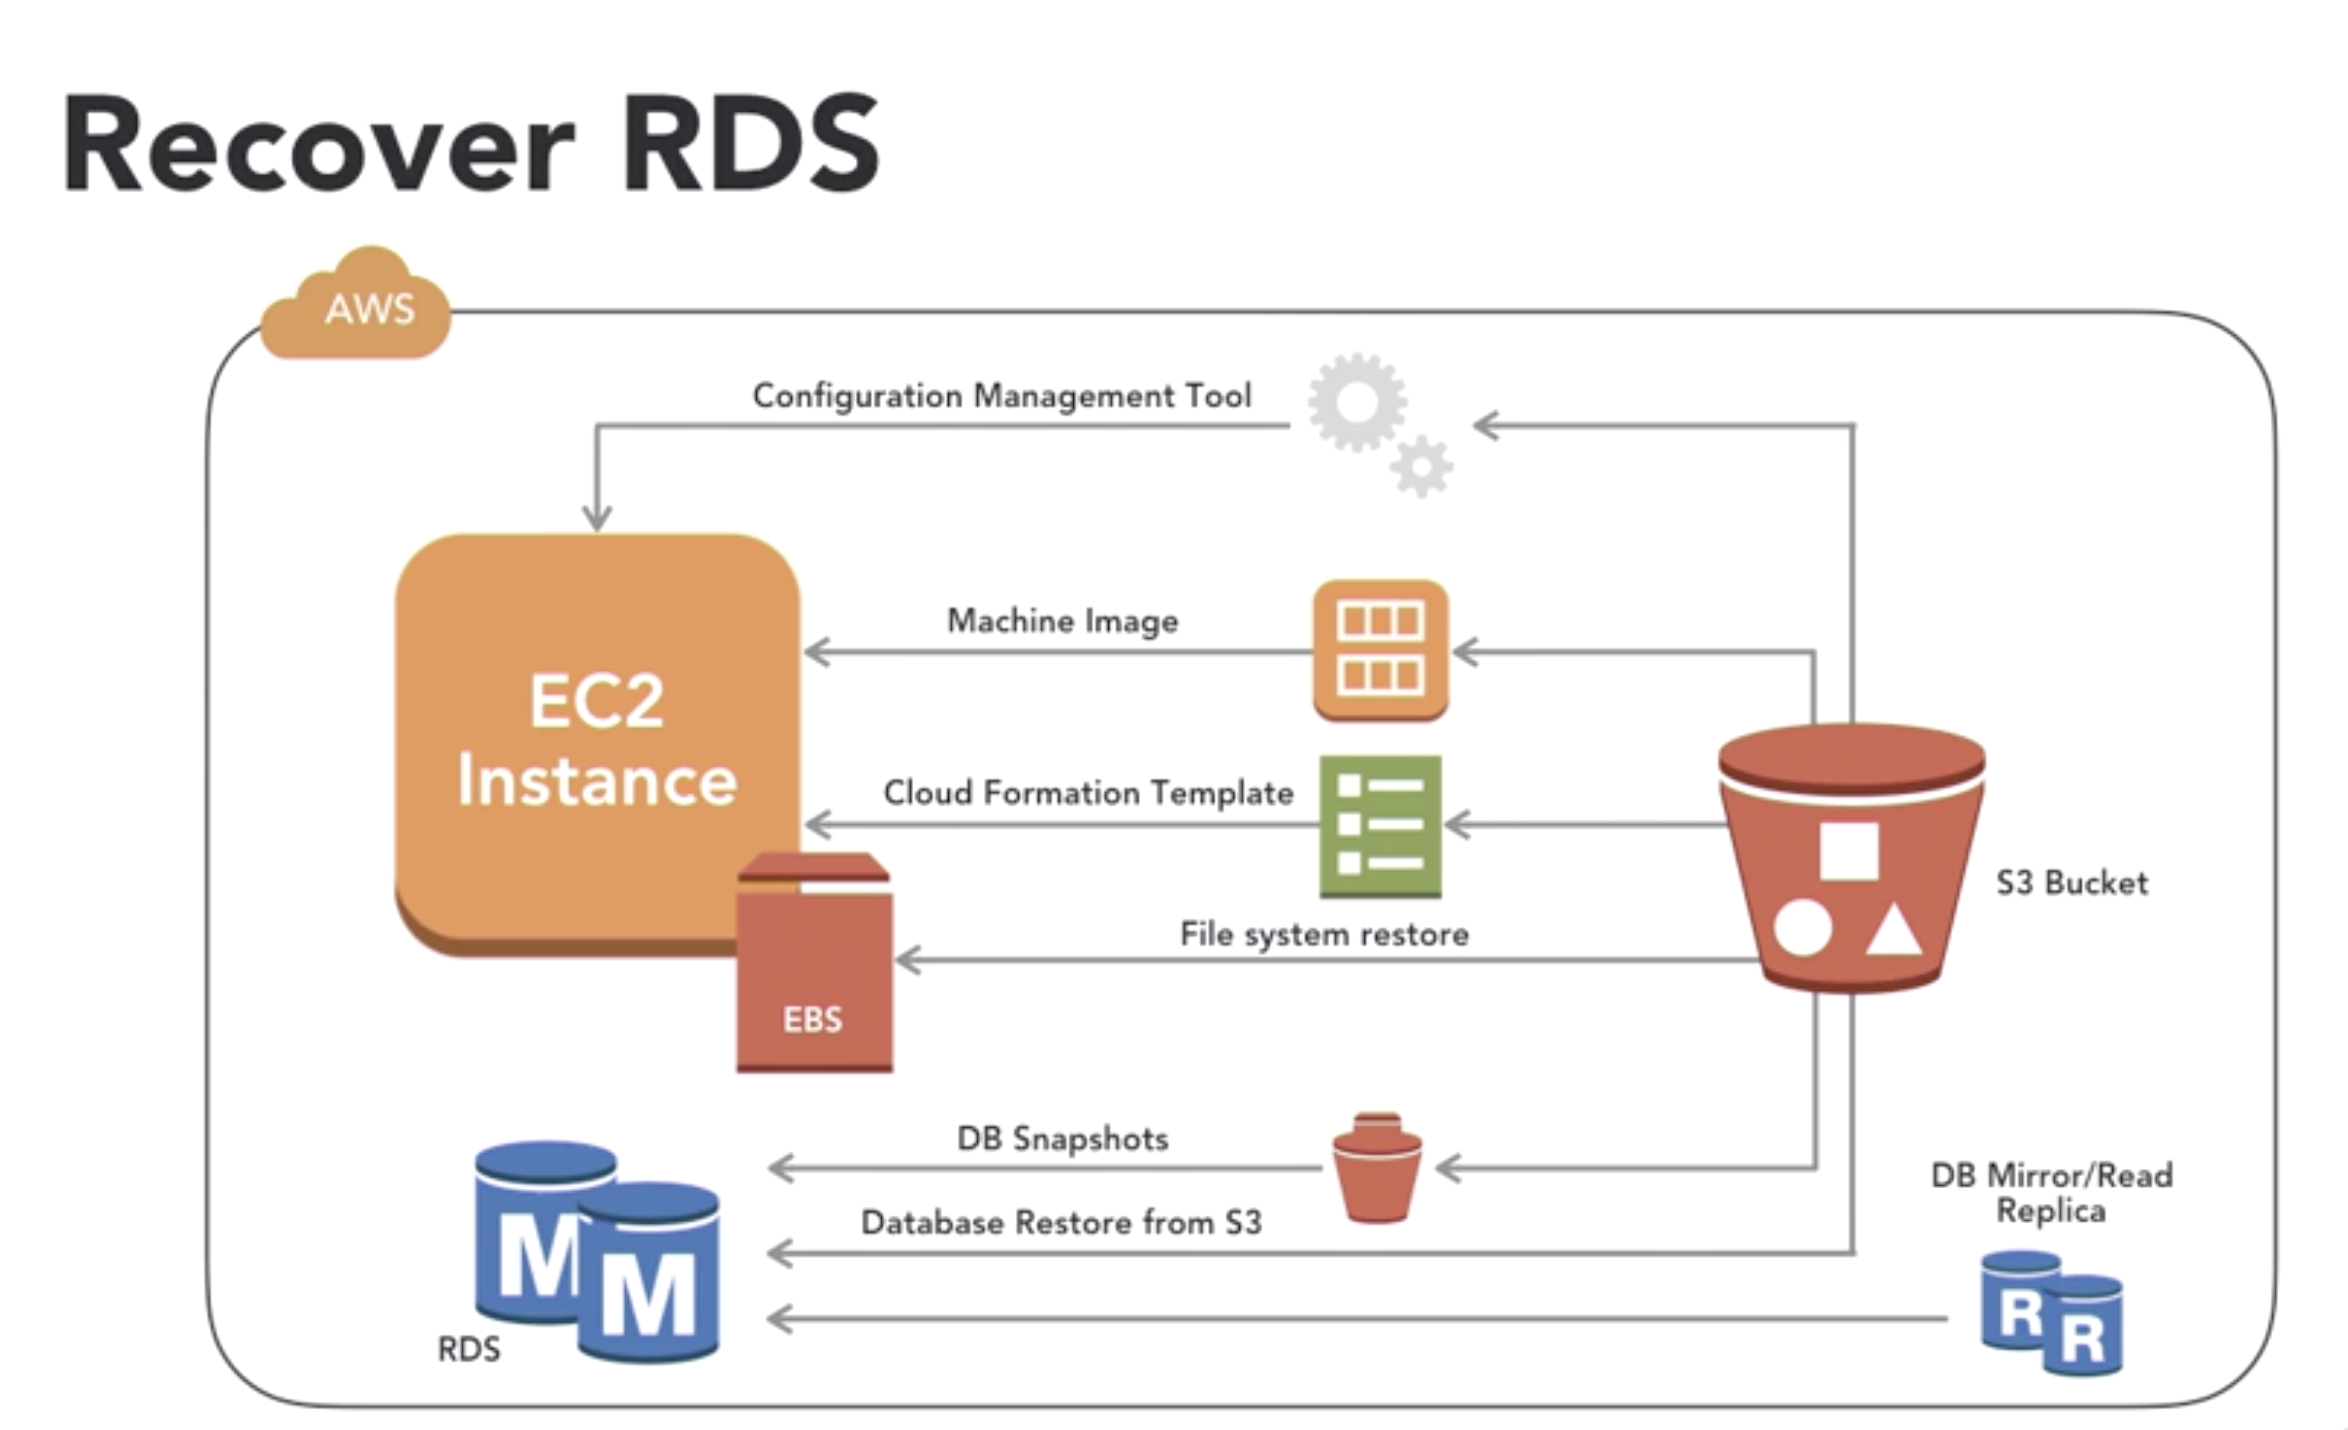 Recover RDS
AWS
Configuration Management Tool
Machine Image
EC2
Instance
Cloud Formation Template
S3 Bucket
File system restore
EBS
DB Snapshots
DB Mirror/Read
Replica
Database Restore from S3
M
M
R
R
RDS